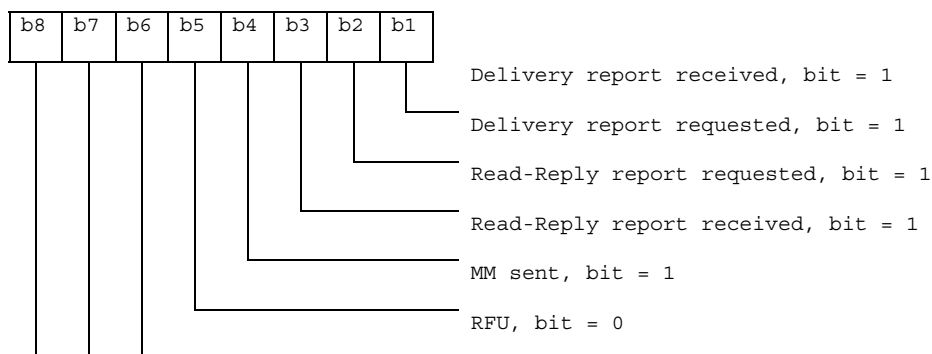 b8 b7 b6 b5 b4 b3 b2 b1
Delivery report received, bit = 1
Delivery report requested, bit = 1
Read-Reply report requested, bit = 1
Read-Reply report received, bit = 1
MM sent, bit = 1
RFU, bit = 0